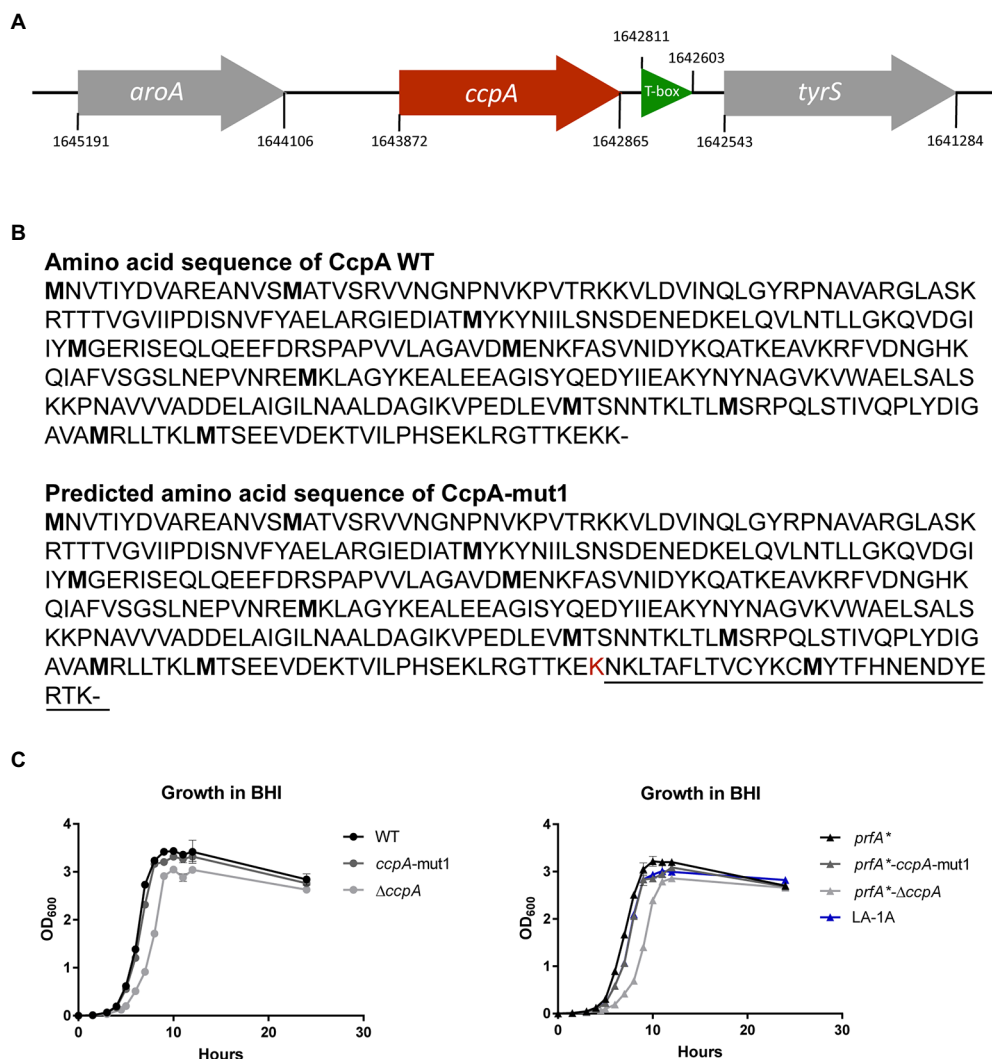 A
1642811
1642603
aroA
ccpA
T-box
tyrS
1645191
1644106
1643872
1642865
1642543
1641284
B
Amino acid sequence of CcpA WT
MNVTIYDVAREANVSMATVSRVVNGNPNVKPVTRKKVLDVINQLGYRPNAVARGLASK
RTTTVGVIIPDISNVFYAELARGIEDIATMYKYNIILSNSDENEDKELQVLNTLLGKQVDGI
IYMGERISEQLQEEFDRSPAPVVLAGAVDMENKFASVNIDYKQATKEAVKRFVDNGHK
QIAFVSGSLNEPVNREMKLAGYKEALEEAGISYQEDYIIEAKYNYNAGVKVWAELSALS
KKPNAVVVADDELAIGILNAALDAGIKVPEDLEVMTSNNTKLTLMSRPQLSTIVQPLYDIG
AVAMRLLTKLMTSEEVDEKTVILPHSEKLRGTTKEKK-
Predicted amino acid sequence of CcpA-mut1
MNVTIYDVAREANVSMATVSRVVNGNPNVKPVTRKKVLDVINQLGYRPNAVARGLASK
RTTTVGVIIPDISNVFYAELARGIEDIATMYKYNIILSNSDENEDKELQVLNTLLGKQVDGI
IYMGERISEQLQEEFDRSPAPVVLAGAVDMENKFASVNIDYKQATKEAVKRFVDNGHK
QIAFVSGSLNEPVNREMKLAGYKEALEEAGISYQEDYIIEAKYNYNAGVKVWAELSALS
KKPNAVVVADDELAIGILNAALDAGIKVPEDLEVMTSNNTKLTLMSRPQLSTIVQPLYDIG
AVAMRLLTKLMTSEEVDEKTVILPHSEKLRGTTKEKNKLTAFLTVCYKCMYTFHNENDYE
RTK-
C
Growth in BHI
4
3
2
1
0
OD600
0
10
20
30
Hours
WT
ccpA-mut1
ΔccpA
Growth in BHI
4
3
2
1
0
OD600
0
10
20
30
Hours
prfA*
prfA*-ccpA-mut1
prfA*-ΔccpA
LA-1A